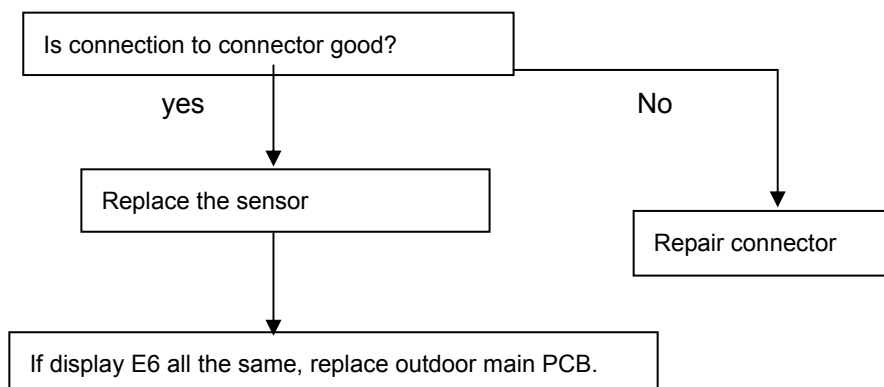 Is connection to connector good?
yes
No
Replace the sensor
Repair connector
If display E6 all the same, replace outdoor main PCB.